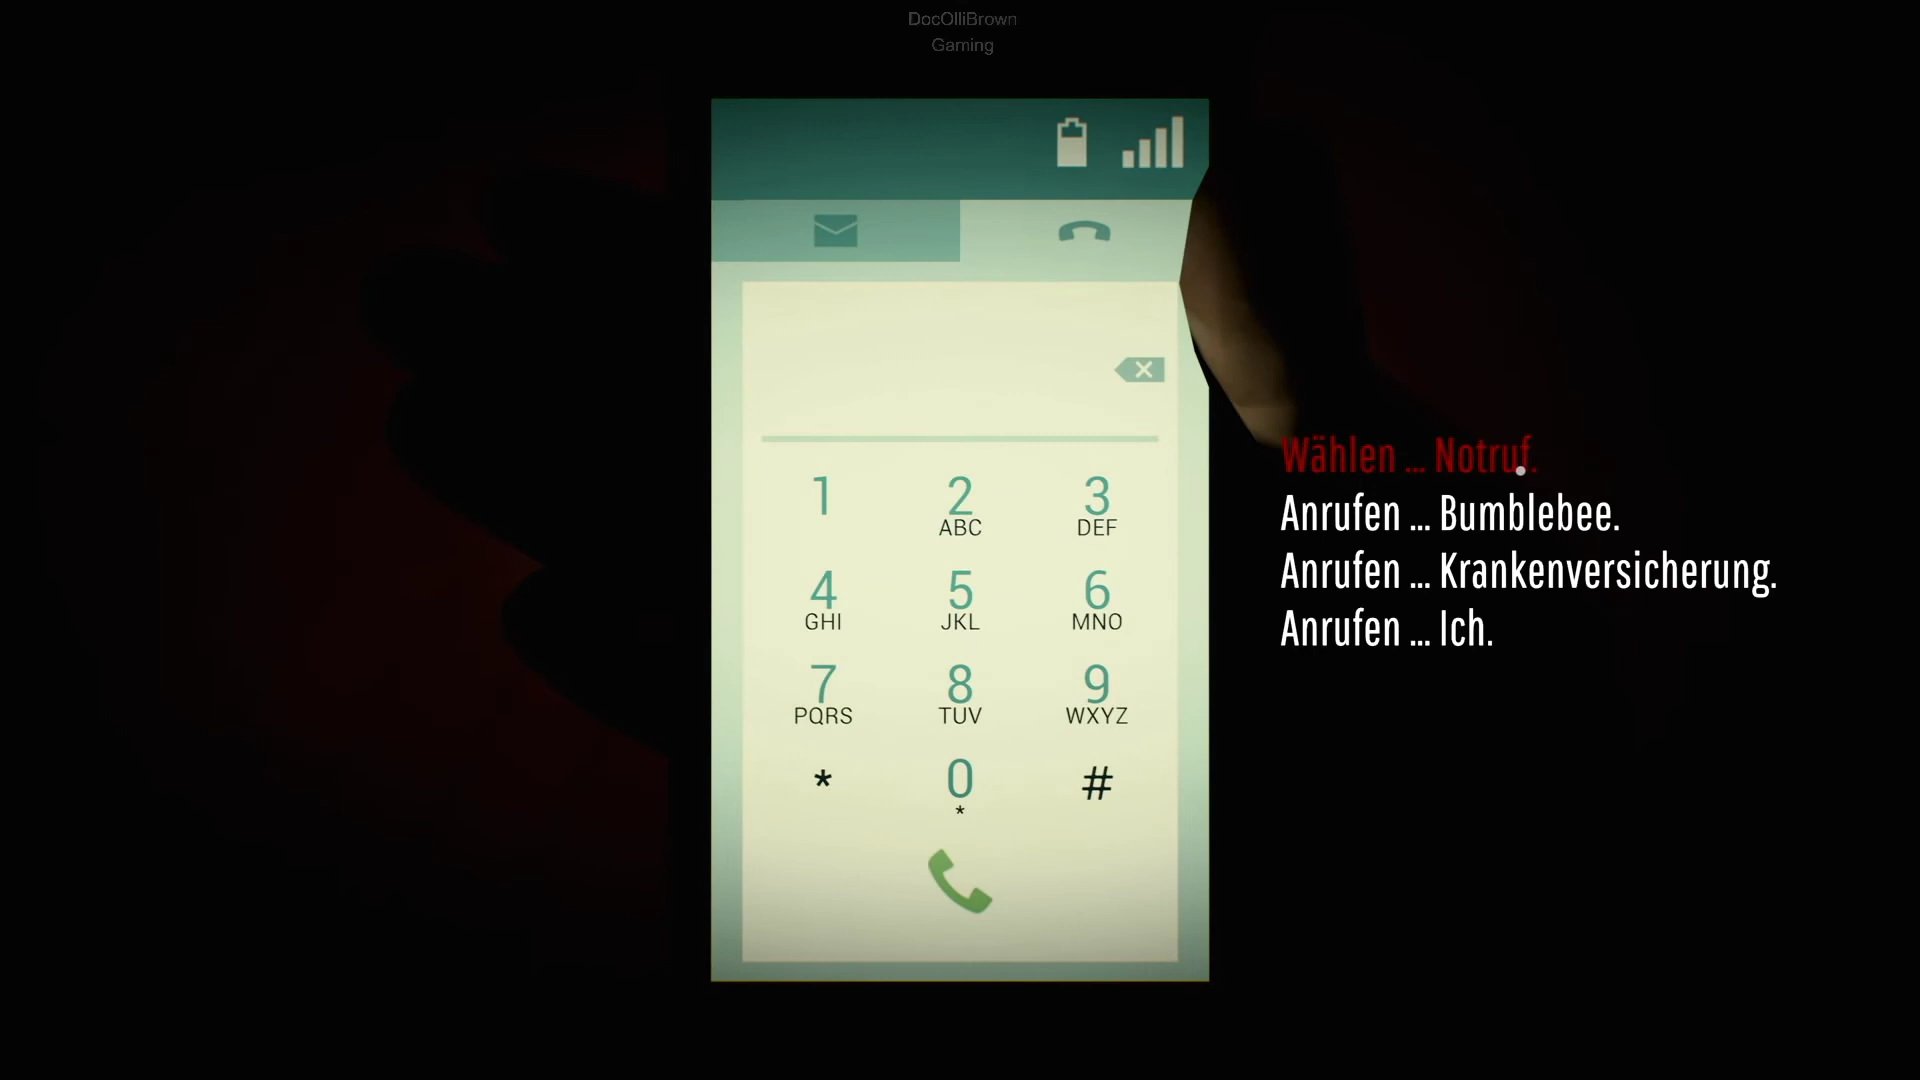 DocOlliBrown
Gaming
1
2
3
ABC
DEF
4
5
6
GHI
JKL
MNO
7
8
9
PQRS
TUV
WXYZ
*
0
#
*
Wählen ... Notruf.
Anrufen ... Bumblebee.
Anrufen ... Krankenversicherung.
Anrufen ... Ich.